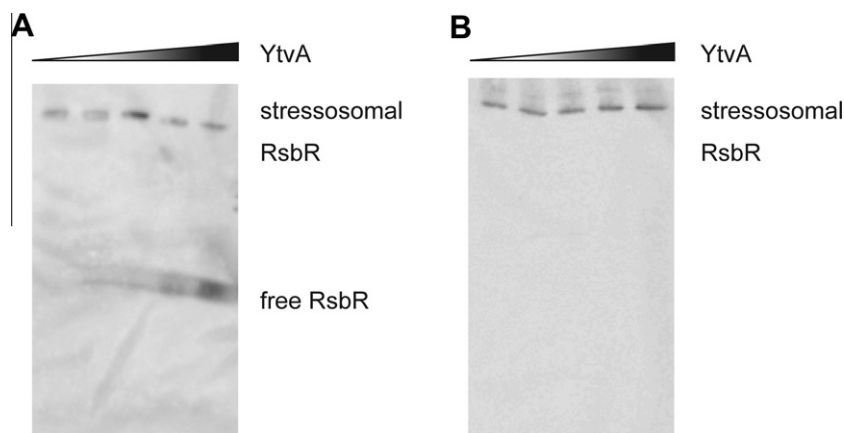 A
YtvA
stressosomal
RsbR
free RsbR
B
YtvA
stressosomal
RsbR